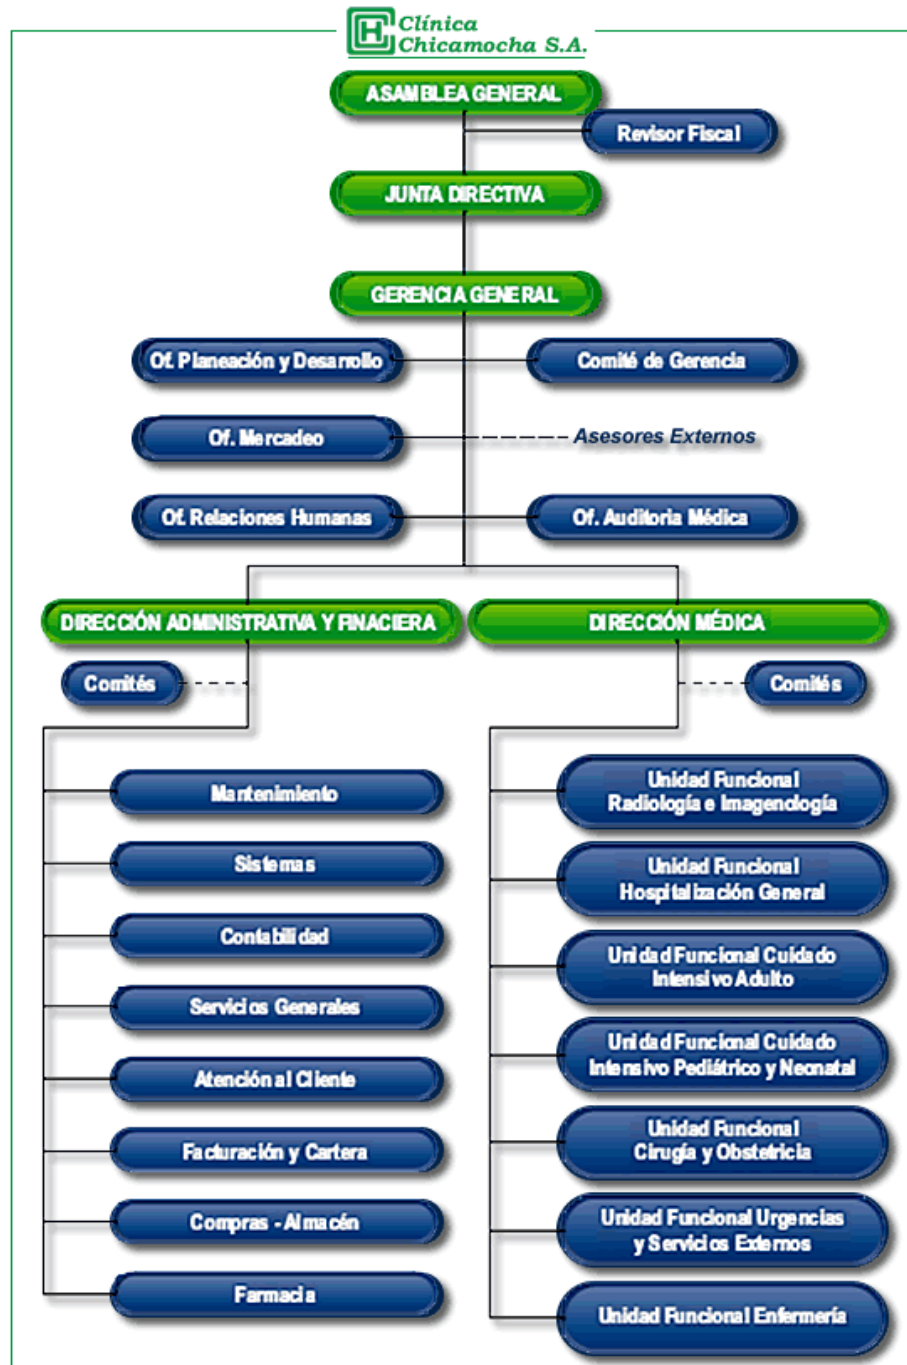 Clínica
Chicamocha S.A.
ASAMBLEA GENERAL
Revisor Fiscal
JUNTA DIRECTIVA
GERENCIA GENERAL
Of. Planeación y Desarrollo
Comité de Gerencia
Of. Mercadeo
Asesores Externos
Of. Relaciones Humanas
Of. Auditoria Médica
DIRECCIÓN ADMINISTRATIVA Y FINACIERA
DIRECCIÓN MÉDICA
Comités
Comités
Mantenimiento
Sistemas
Contabilidad
Servicios Generales
Atención al Cliente
Facturación y Cartera
Compras - Almacén
Farmacia
Unidad Funcional
Radiología e Imagenología
Unidad Funcional
Hospitalización General
Unidad Funcional Cuidado
Intensivo Adulto
Unidad Funcional Cuidado
Intensivo Pediátrico y Neonatal
Unidad Funcional
Cirugía y Obstetricia
Unidad Funcional Urgencias
y Servicios Externos
Unidad Funcional Enfermería